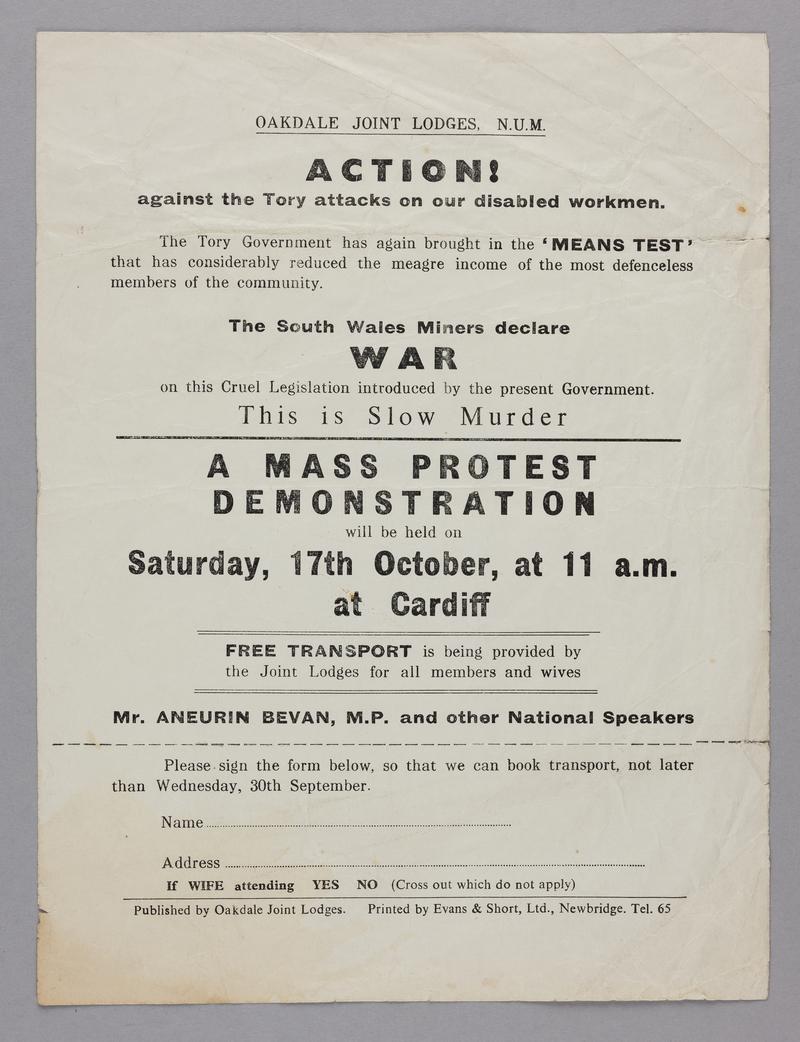 OAKDALE JOINT LODGES, N.U.M.
ACTION!
against the Tory attacks on our disabled workmen.
The Tory Government has again brought in the ‘MEANS TEST’
that has considerably reduced the meagre income of the most defenceless
members of the community.
The South Wales Miners declare
WAR
on this Cruel Legislation introduced by the present Government.
This is Slow Murder
A MASS PROTEST
DEMONSTRATION
will be held on
Saturday, 17th October, at 11 a.m.
at Cardiff
FREE TRANSPORT is being provided by
the Joint Lodges for all members and wives
Mr. ANEURIN BEVAN, M.P. and other National Speakers
Please sign the form below, so that we can book transport, not later
than Wednesday, 30th September.
Name
Address
If WIFE attending YES NO (Cross out which do not apply)
Published by Oakdale Joint Lodges. Printed by Evans & Short, Ltd., Newbridge. Tel. 65